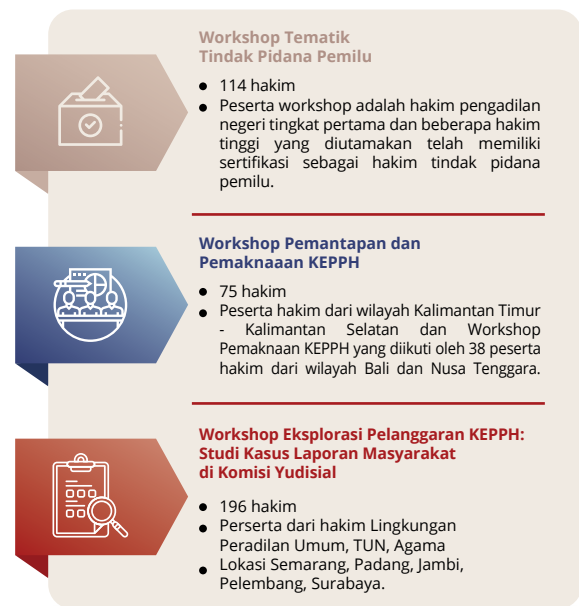 Workshop Tematik
Tindak Pidana Pemilu
● 114 hakim
● Peserta workshop adalah hakim pengadilan
negeri tingkat pertama dan beberapa hakim
tinggi yang diutamakan telah memiliki
sertifikasi sebagai hakim tindak pidana
pemilu.
Workshop Pemantapan dan
Pemaknaaan KEPPH
● 75 hakim
● Peserta hakim dari wilayah Kalimantan Timur
- Kalimantan Selatan dan Workshop
Pemaknaan KEPPH yang diikuti oleh 38 peserta
hakim dari wilayah Bali dan Nusa Tenggara.
Workshop Eksplorasi Pelanggaran KEPPH:
Studi Kasus Laporan Masyarakat
di Komisi Yudisial
● 196 hakim
● Perserta dari hakim Lingkungan
Peradilan Umum, TUN, Agama
● Lokasi Semarang, Padang, Jambi,
Pelembang, Surabaya.